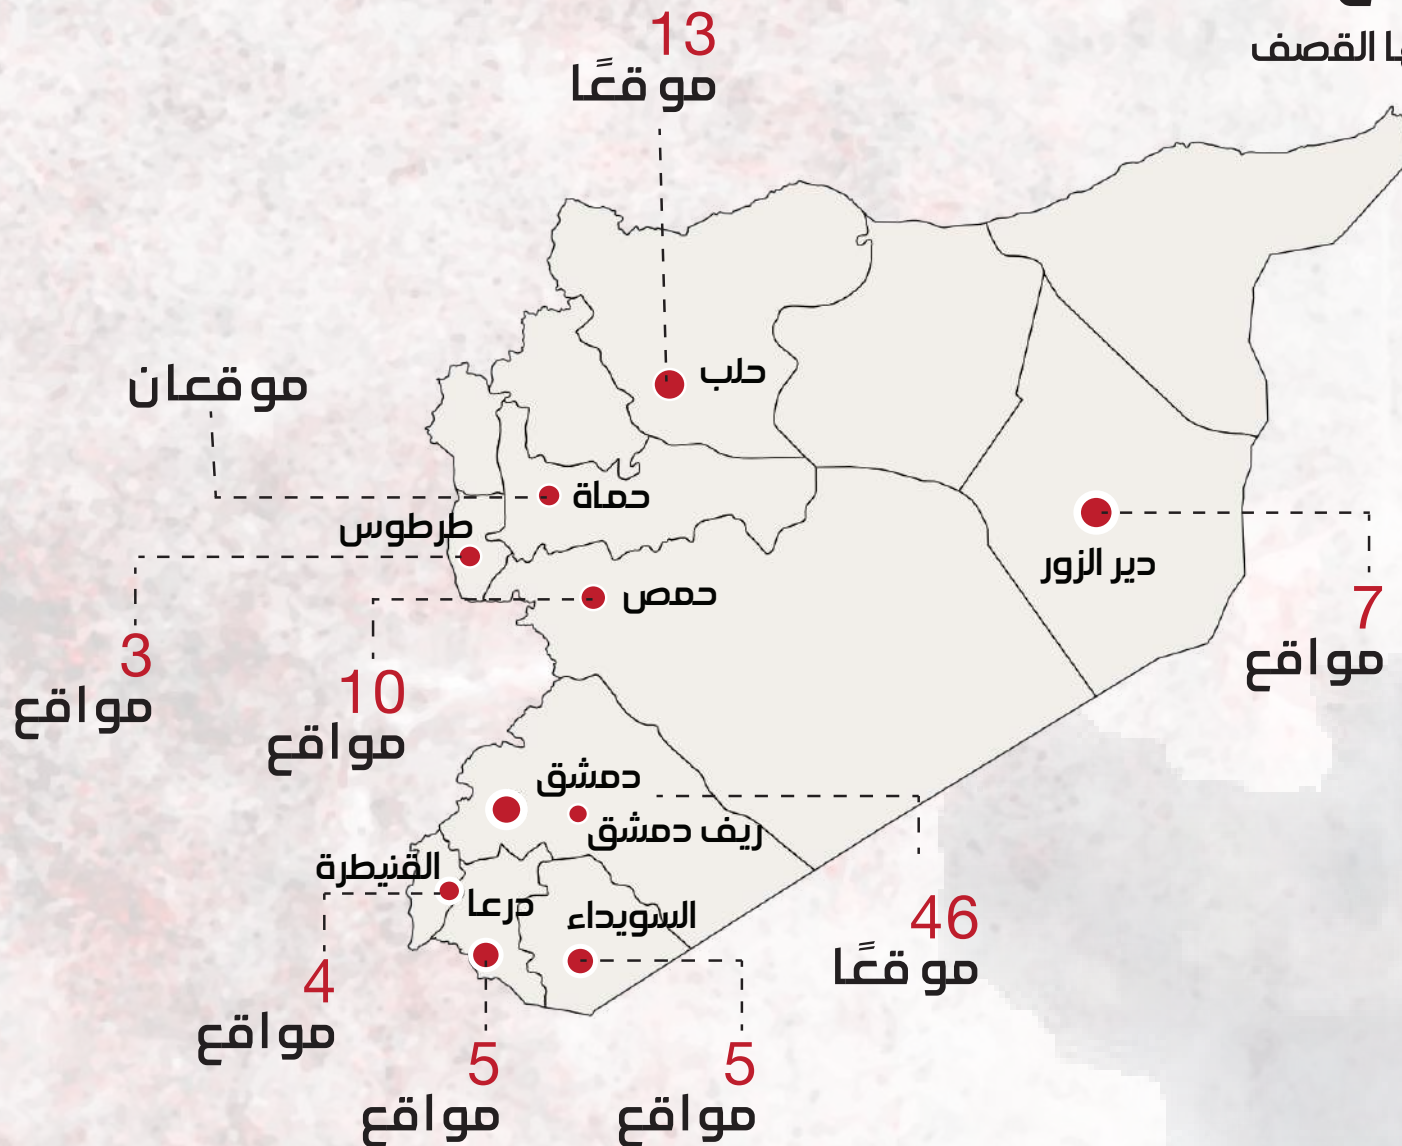 القصف
13
موقعًا
حلب
موقعان
حماة
طرطوس
3
مواقع
حمص
10
مواقع
دير الزور
7
مواقع
دمشق
ريف دمشق
46
موقعًا
القنيطرة
4
مواقع
درعا
5
مواقع
السويداء
5
مواقع